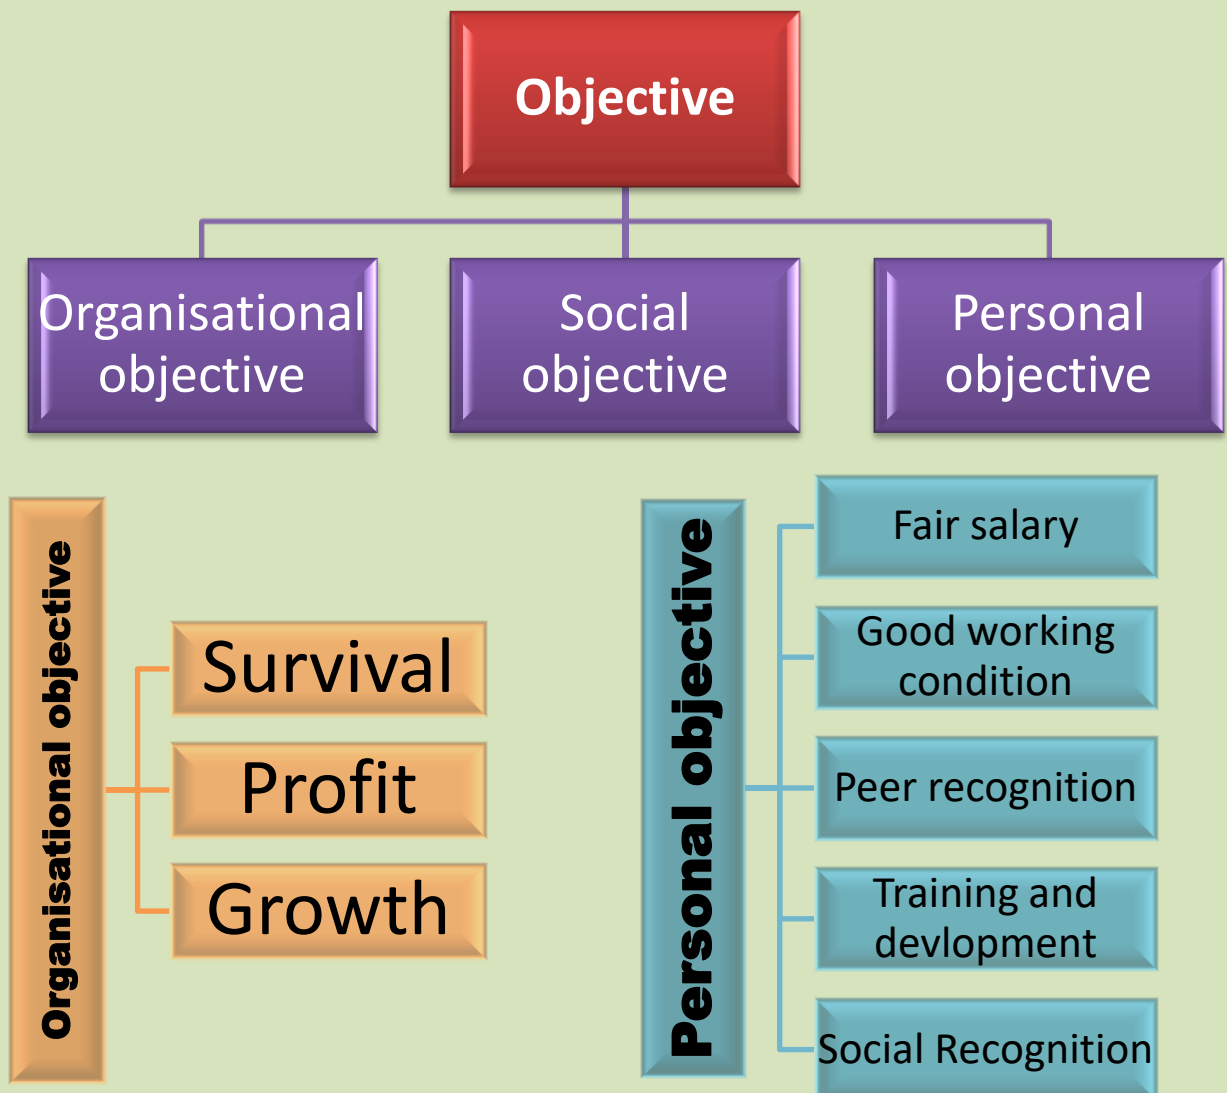 Objective
Organisational
objective
Social
objective
Personal
objective
Organisational objective
Survival
Profit
Growth
Personal objective
Fair salary
Good working
condition
Peer recognition
Training and
devlopment
Social Recognition